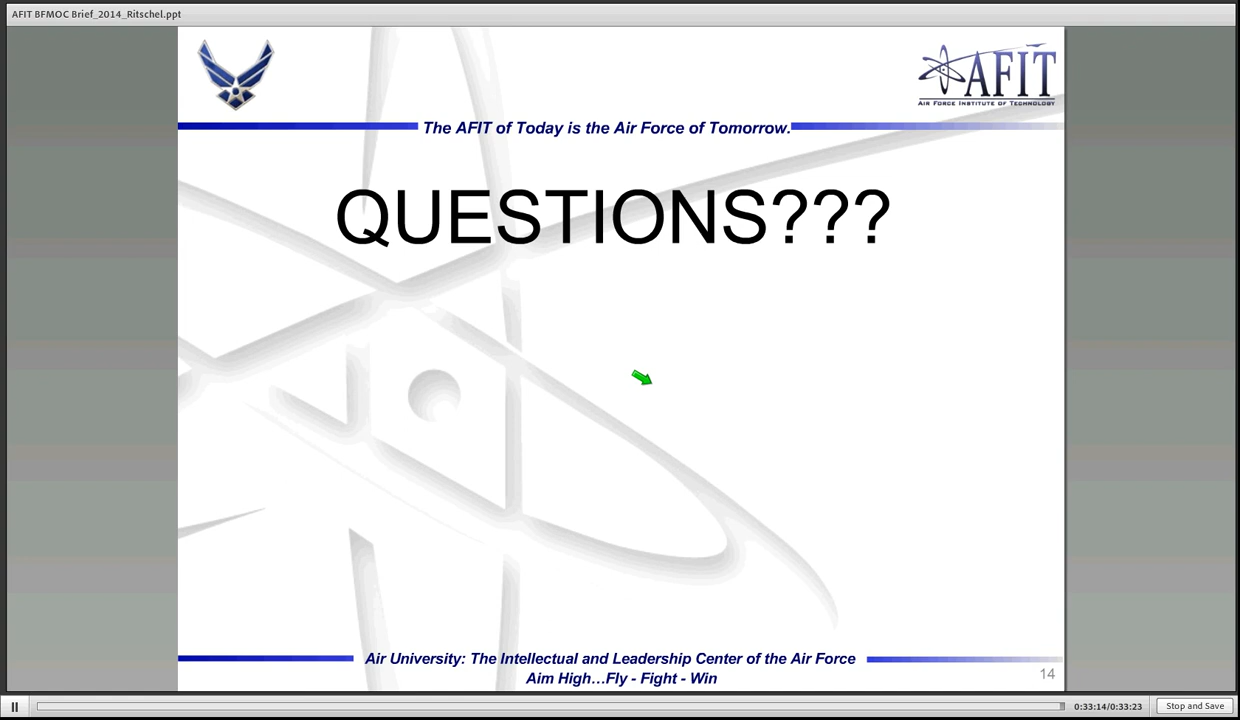 AFIT BFMOC Brief_2014_Ritschel.ppt
AFIT
AIR FORCE INSTITUTE OF TECHNOLOGY
The AFIT of Today is the Air Force of Tomorrow.
QUESTIONS???
Air University: The Intellectual and Leadership Center of the Air Force
Aim High…Fly - Fight - Win
14
0:33:14/0:33:23
Stop and Save